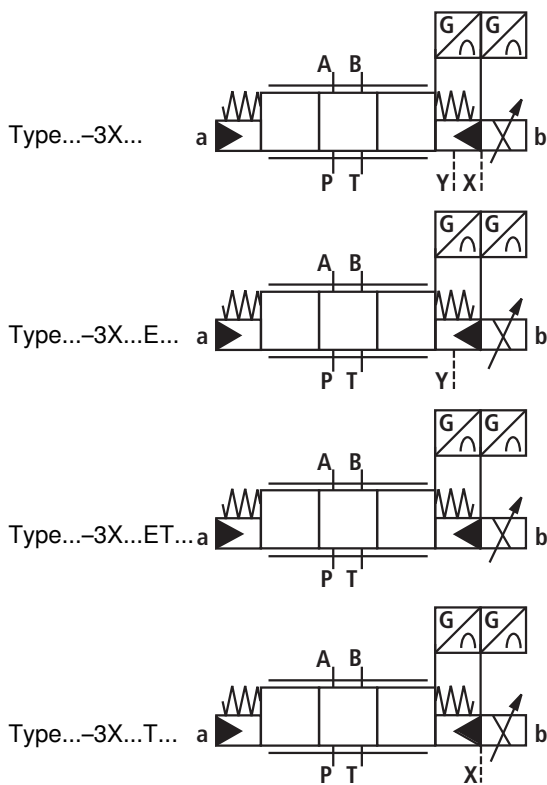 G G
A B
Type...–3X... a b
P T Y X
G G
A B
Type...–3X...E... a b
P T Y
G G
A B
Type...–3X...ET... a b
P T
G G
A B
Type...–3X...T... a b
P T X